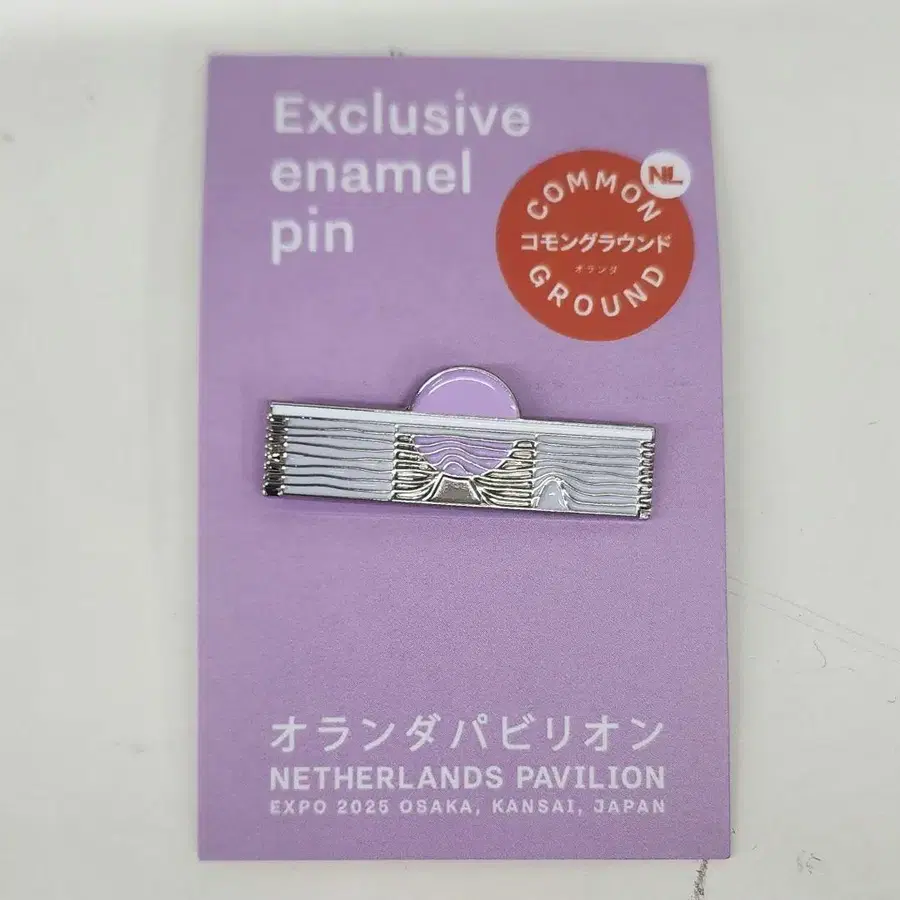 Exclusive
enamel
pin
NL
COMMON
コモングラウンド
オランダ
GROUND
オランダパビリオン
NETHERLANDS PAVILION
EXPO 2025 OSAKA, KANSAI, JAPAN